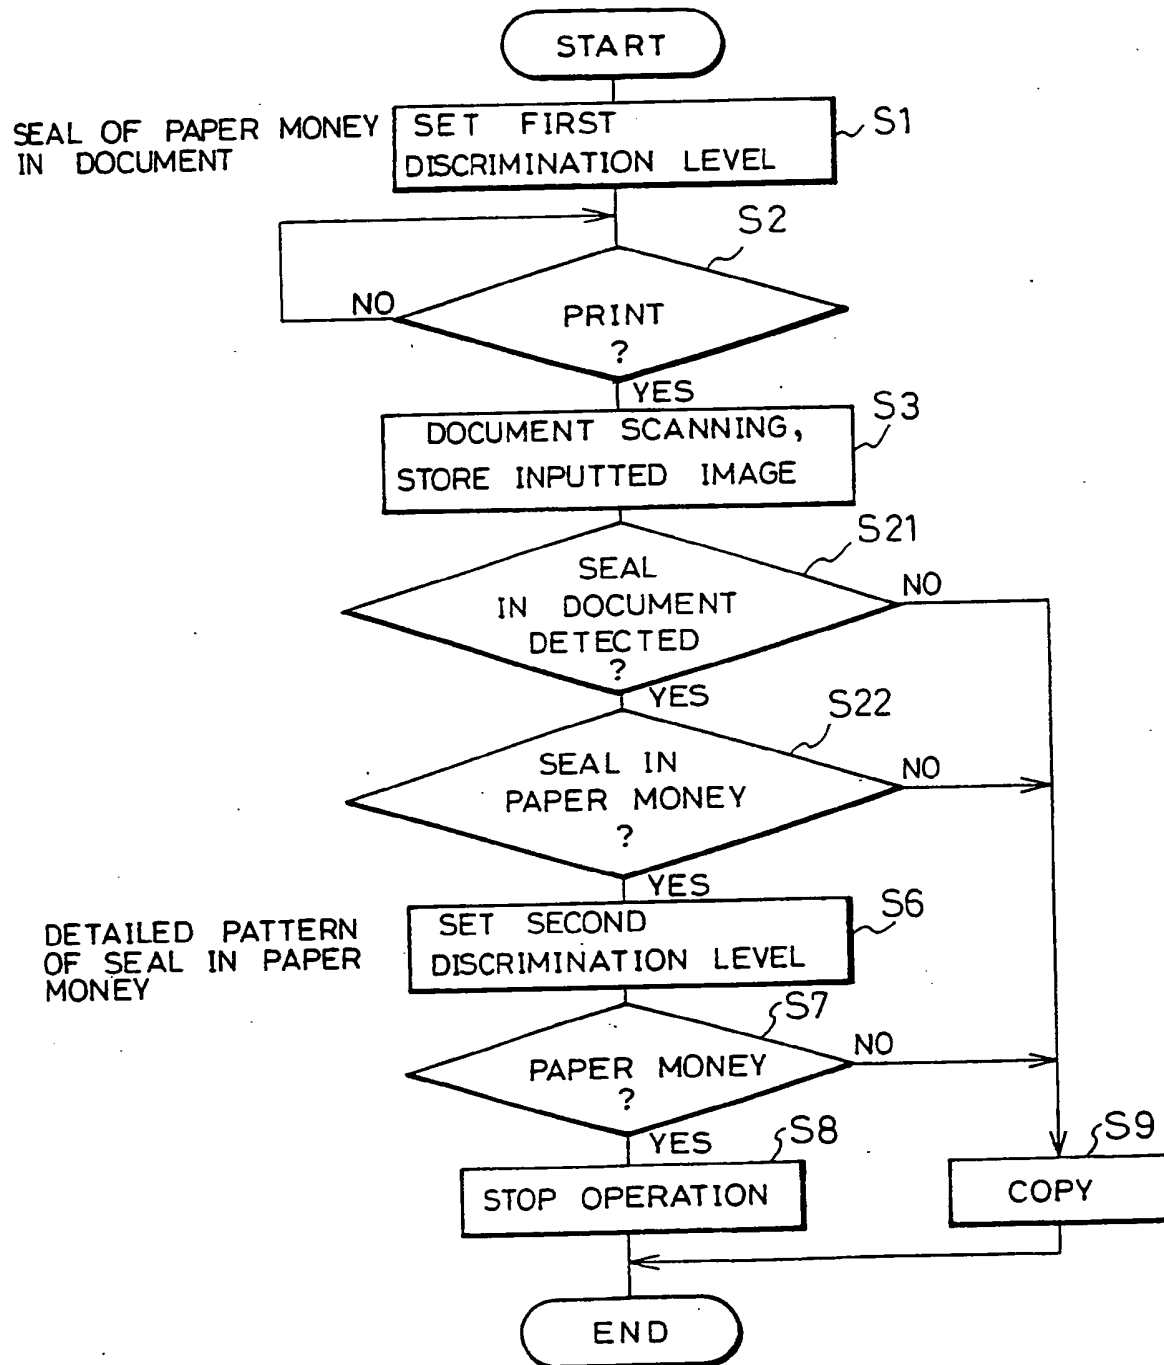 START
SEAL OF PAPER MONEY
IN DOCUMENT
SET FIRST
DISCRIMINATION LEVEL
S1
S2
NO
PRINT
?
YES
S3
DOCUMENT SCANNING,
STORE INPUTTED IMAGE
S21
SEAL
IN DOCUMENT
DETECTED
?
NO
YES
S22
SEAL IN
PAPER MONEY
?
NO
YES
S6
DETAILED PATTERN
OF SEAL IN PAPER
MONEY
SET SECOND
DISCRIMINATION LEVEL
S7
PAPER MONEY
?
NO
YES
S8
STOP OPERATION
S9
COPY
END